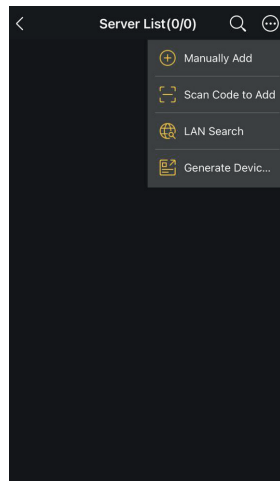 Server List(0/0)
Manually Add
Scan Code to Add
LAN Search
Generate Devic...